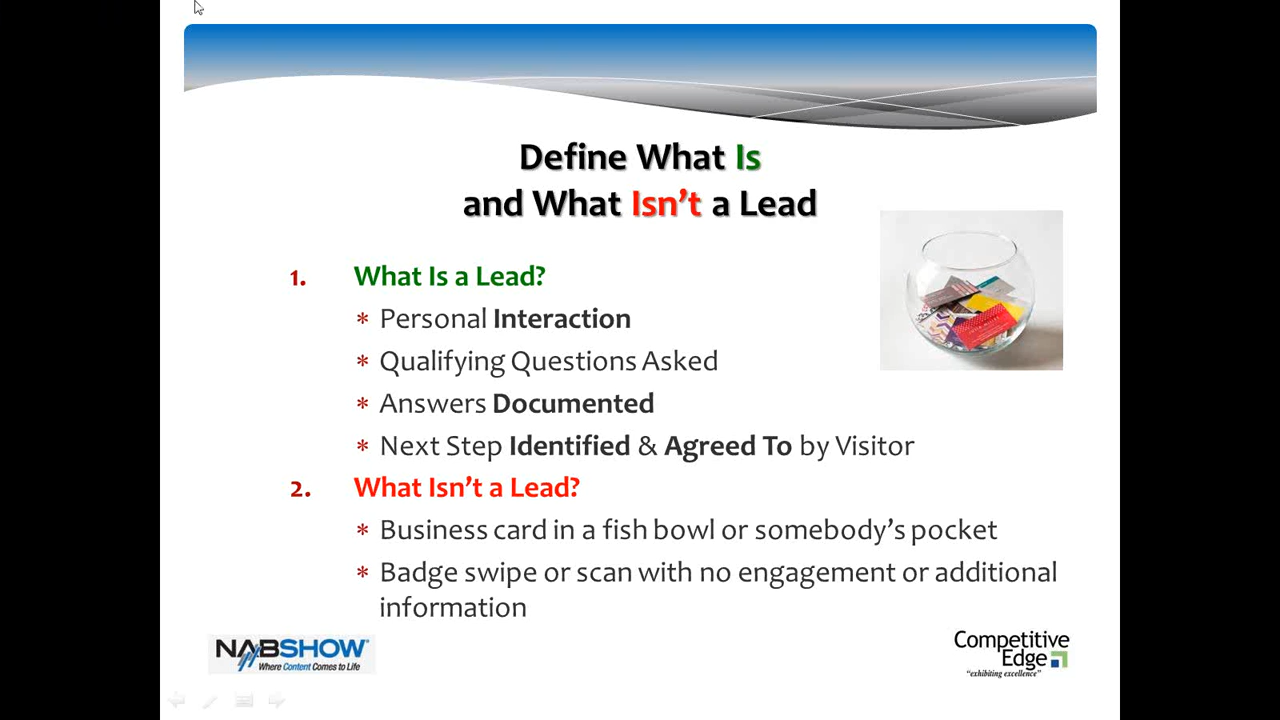 Define What Is
and What Isn't a Lead
1. What Is a Lead?
* Personal Interaction
* Qualifying Questions Asked
* Answers Documented
* Next Step Identified & Agreed To by Visitor
2. What Isn't a Lead?
* Business card in a fish bowl or somebody's pocket
* Badge swipe or scan with no engagement or additional
information
NABSHOW®
Where Content Comes to Life
Competitive
Edge
"exhibiting excellence"